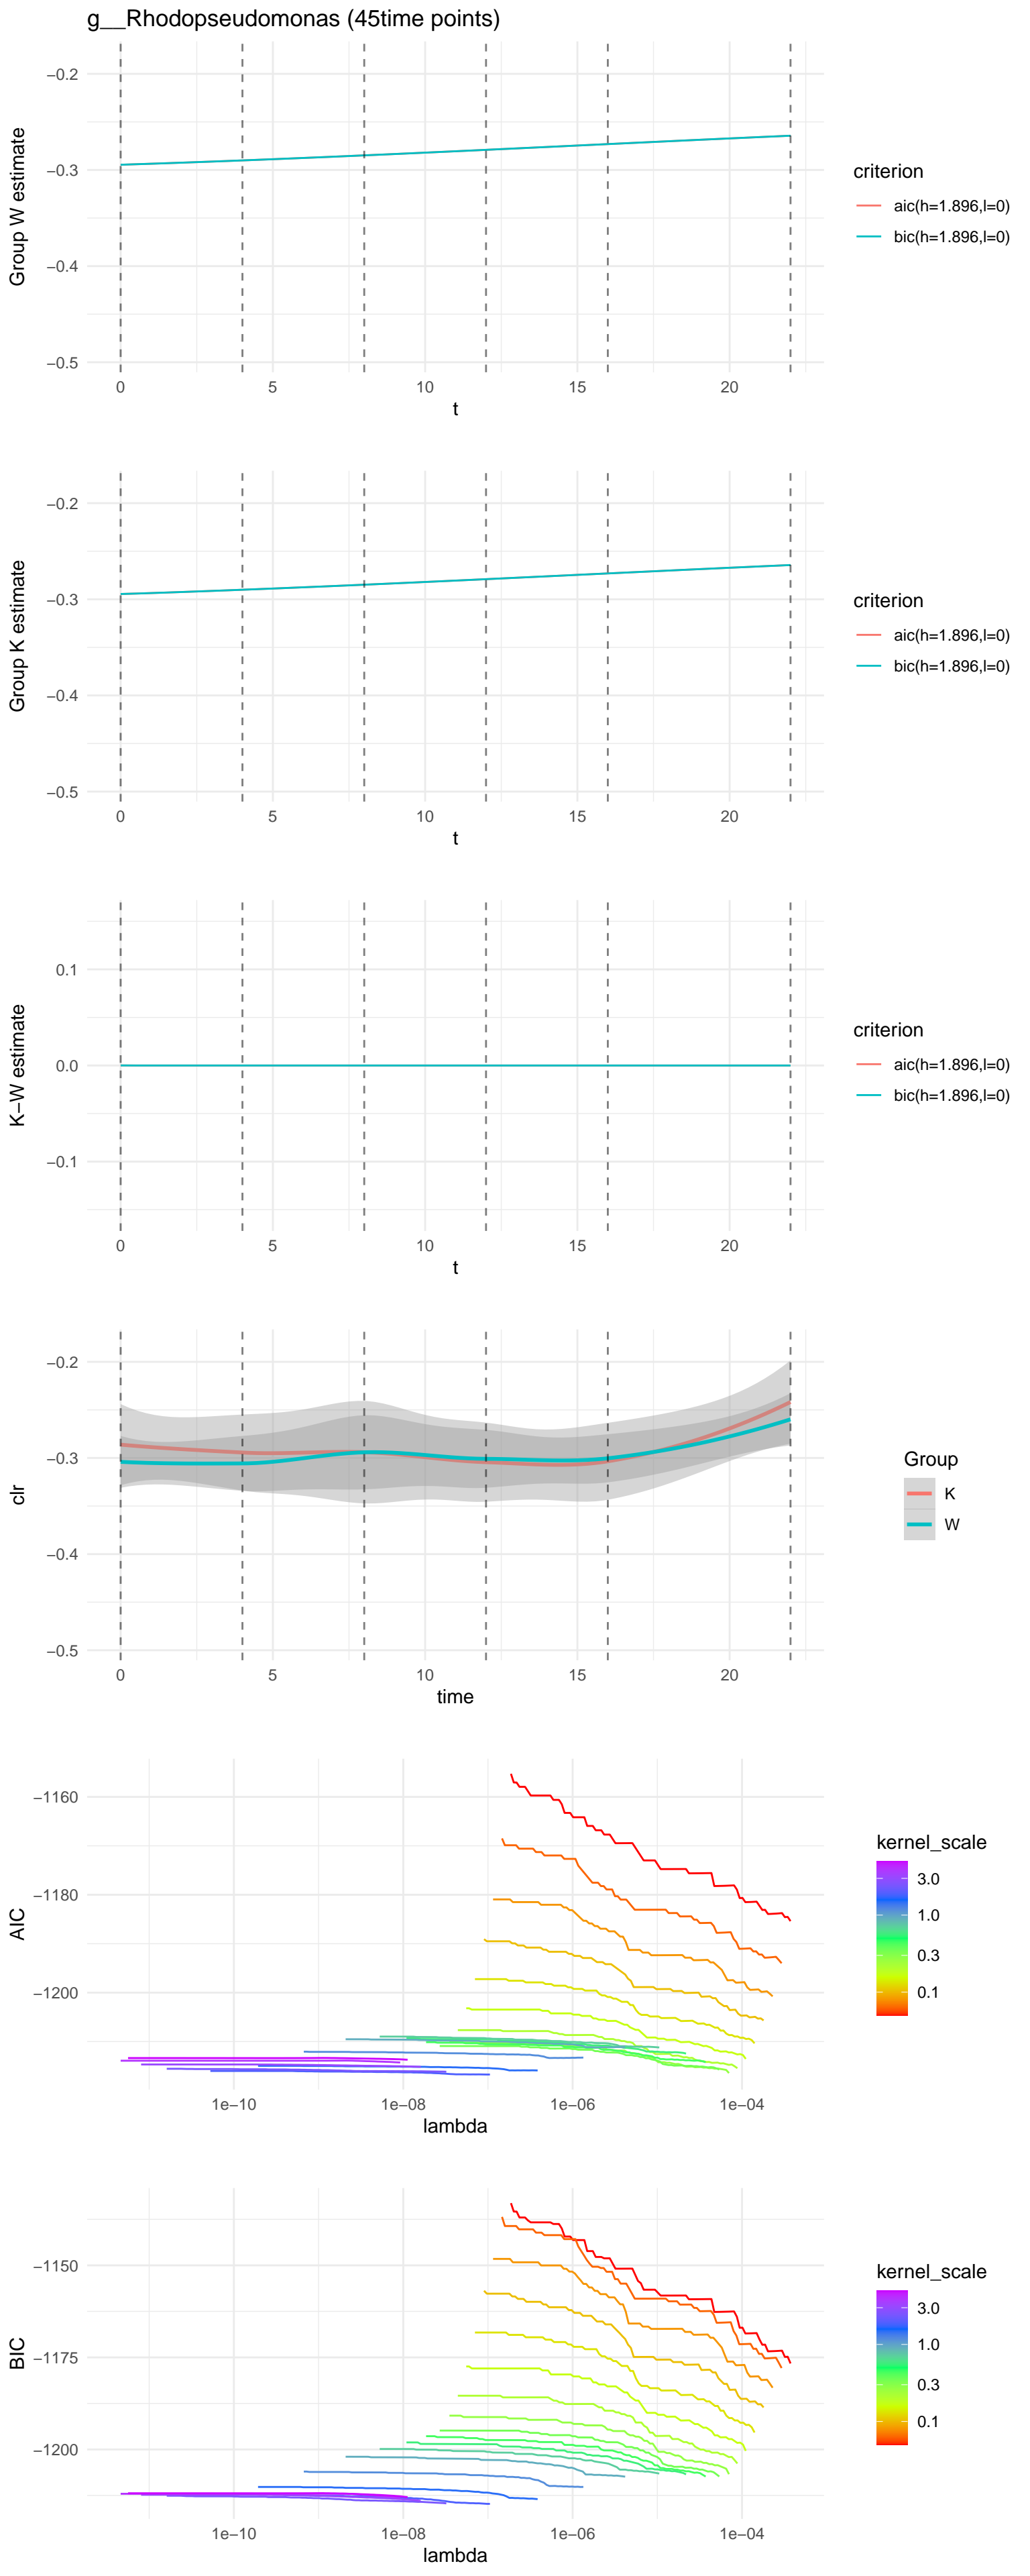 g__Rhodopseudomonas (45time points)
Group W estimate
−0.2
−0.3
−0.4
−0.5
0 5 10 15 20
t
criterion
aic(h=1.896,l=0)
bic(h=1.896,l=0)
Group K estimate
−0.2
−0.3
−0.4
−0.5
0 5 10 15 20
t
criterion
aic(h=1.896,l=0)
bic(h=1.896,l=0)
K−W estimate
0.1
0.0
−0.1
0 5 10 15 20
t
criterion
aic(h=1.896,l=0)
bic(h=1.896,l=0)
clr
−0.2
−0.3
−0.4
−0.5
0 5 10 15 20
time
Group
K
W
AIC
−1160
−1180
−1200
1e−10 1e−08 1e−06 1e−04
lambda
kernel_scale
3.0
1.0
0.3
0.1
BIC
−1150
−1175
−1200
1e−10 1e−08 1e−06 1e−04
lambda
kernel_scale
3.0
1.0
0.3
0.1